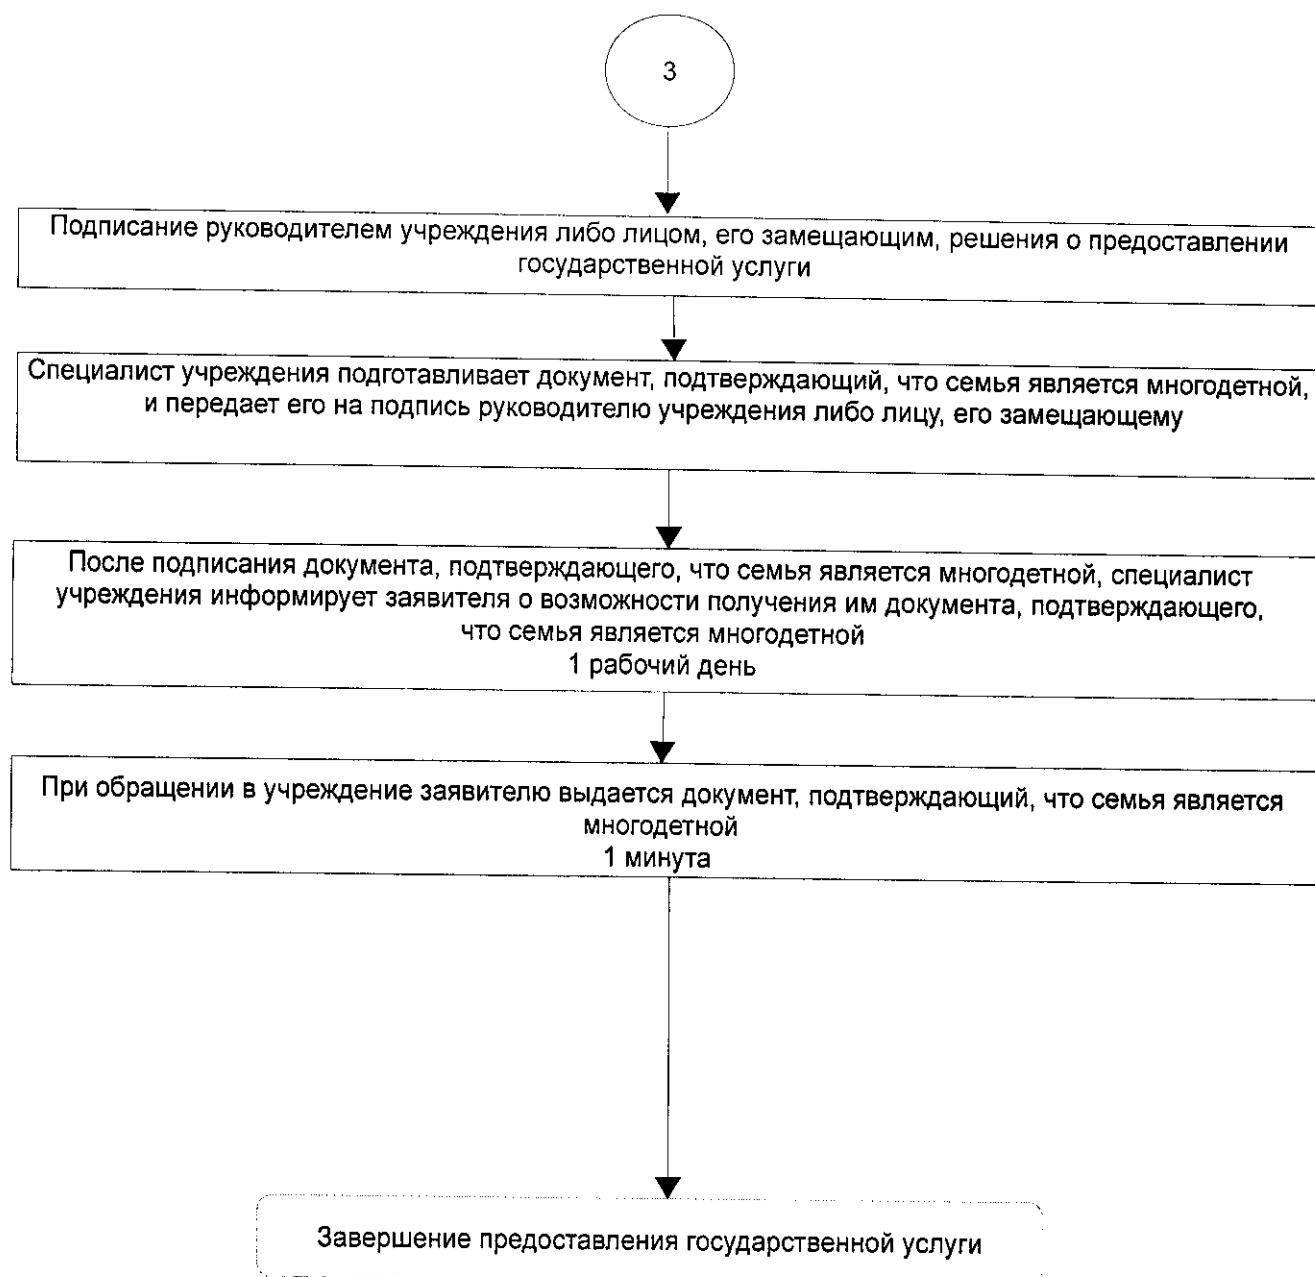 3
Подписание руководителем учреждения либо лицом, его замещающим, решения о предоставлении
государственной услуги
Специалист учреждения подготавливает документ, подтверждающий, что семья является многодетной,
и передает его на подпись руководителю учреждения либо лицу, его замещающему
После подписания документа, подтверждающего, что семья является многодетной, специалист
учреждения информирует заявителя о возможности получения им документа, подтверждающего,
что семья является многодетной
1 рабочий день
При обращении в учреждение заявителю выдается документ, подтверждающий, что семья является
многодетной
1 минута
Завершение предоставления государственной услуги